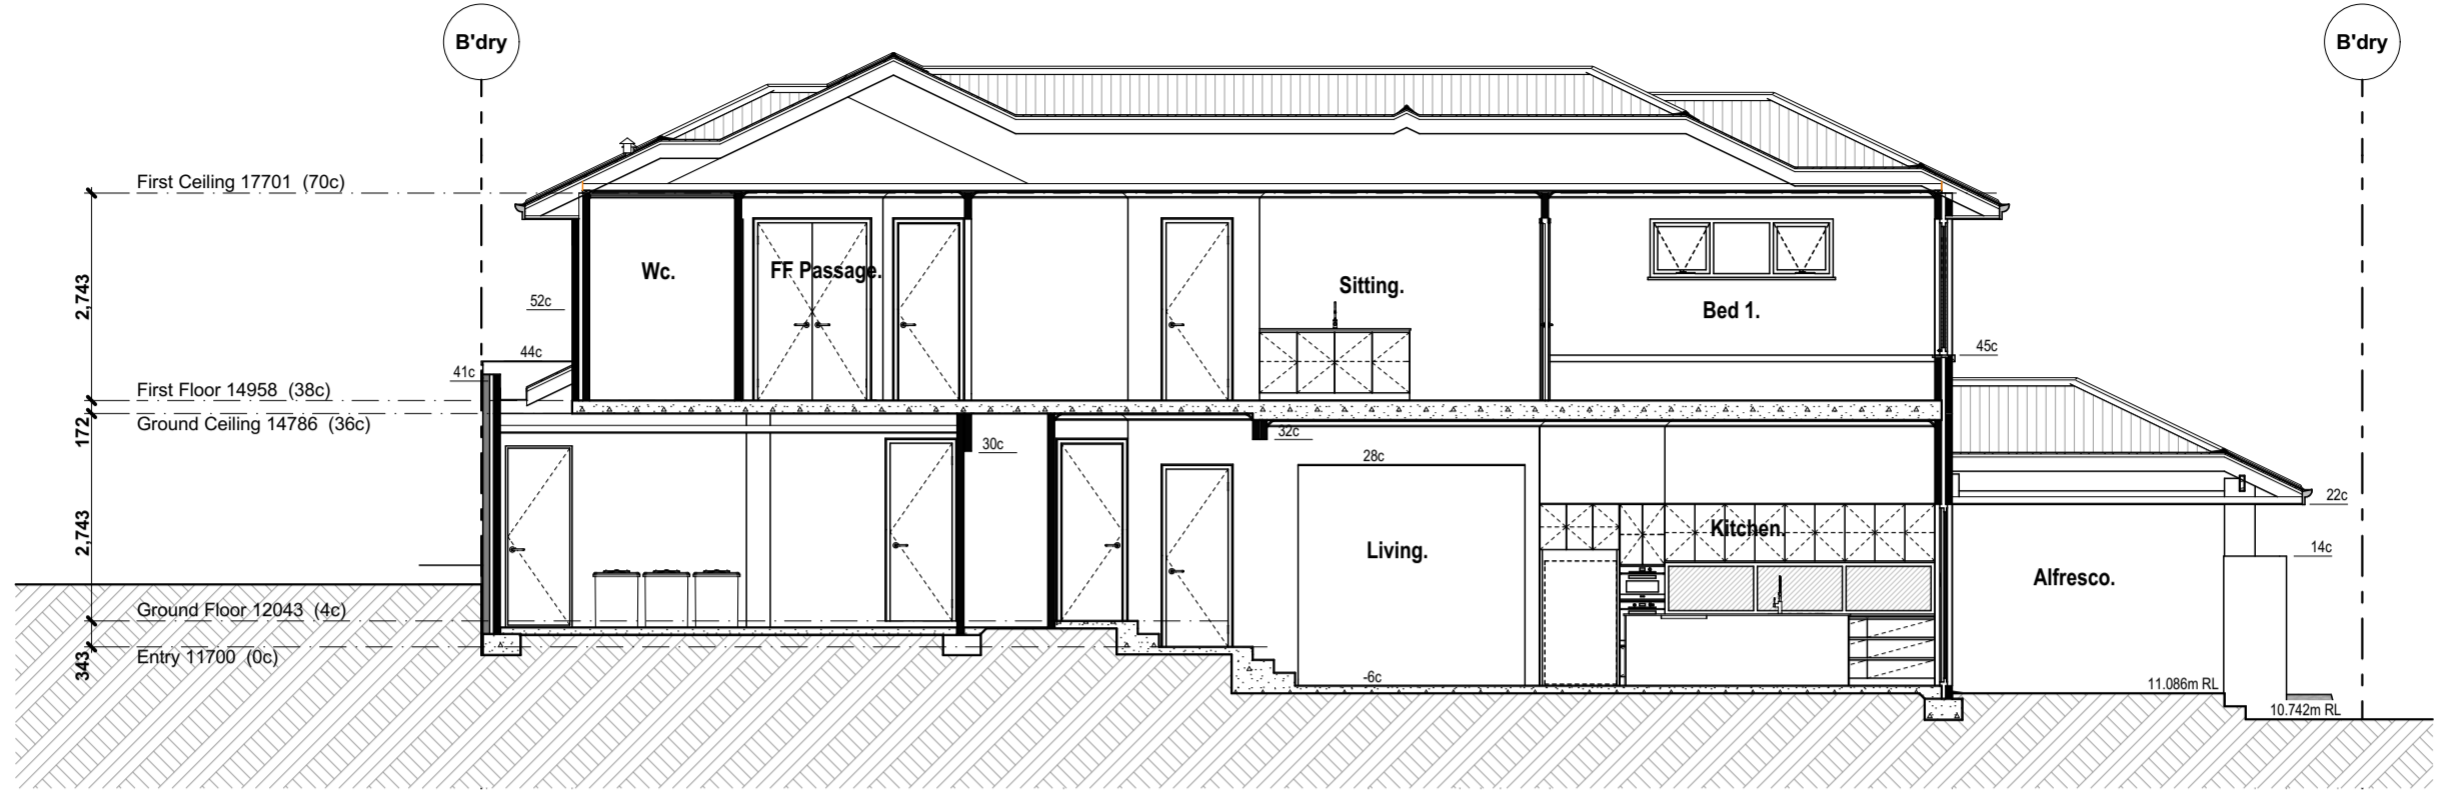 B'dry
B'dry
First Ceiling 17701 (70c)
2,743
Wc.
FF Passage.
Sitting.
Bed 1.
52c
44c
41c
45c
First Floor 14958 (38c)
172
Ground Ceiling 14786 (36c)
30c
32c
28c
22c
2,743
Kitchen.
Living.
14c
Alfresco.
Ground Floor 12043 (4c)
343
Entry 11700 (0c)
-6c
11.086m RL
10.742m RL